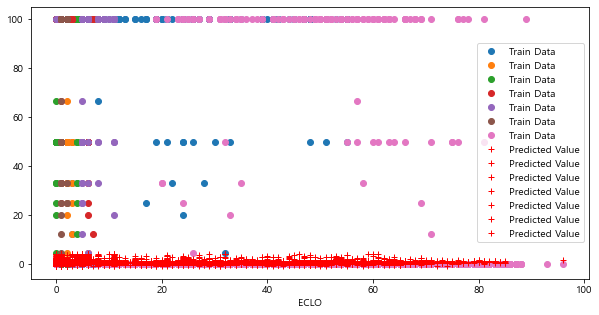 100
80
60
40
20
0
0 20 40 60 80 100
ECLO
Train Data
Train Data
Train Data
Train Data
Train Data
Train Data
Train Data
Predicted Value
Predicted Value
Predicted Value
Predicted Value
Predicted Value
Predicted Value
Predicted Value